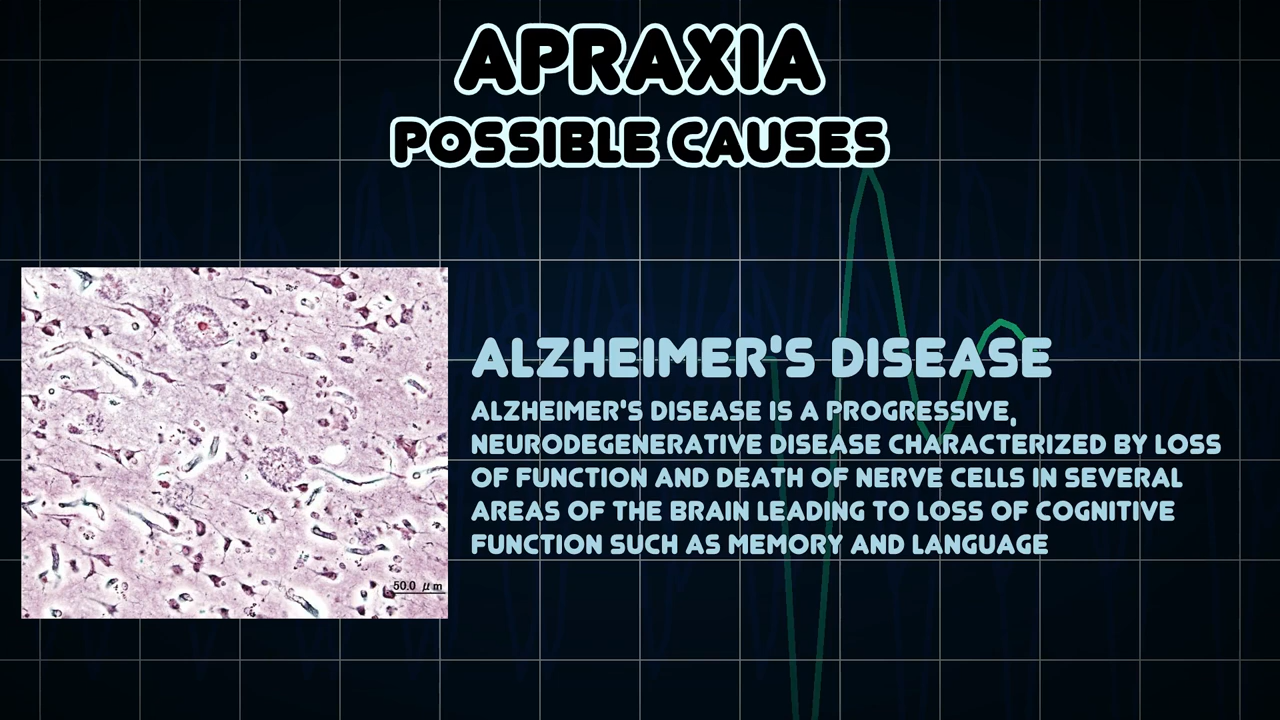 APRAXIA
POSSIBLE CAUSES
ALZHEIMER'S DISEASE
ALZHEIMER'S DISEASE IS A PROGRESSIVE,
NEURODEGENERATIVE DISEASE CHARACTERIZED BY LOSS
OF FUNCTION AND DEATH OF NERVE CELLS IN SEVERAL
AREAS OF THE BRAIN LEADING TO LOSS OF COGNITIVE
FUNCTION SUCH AS MEMORY AND LANGUAGE
50.0 μm